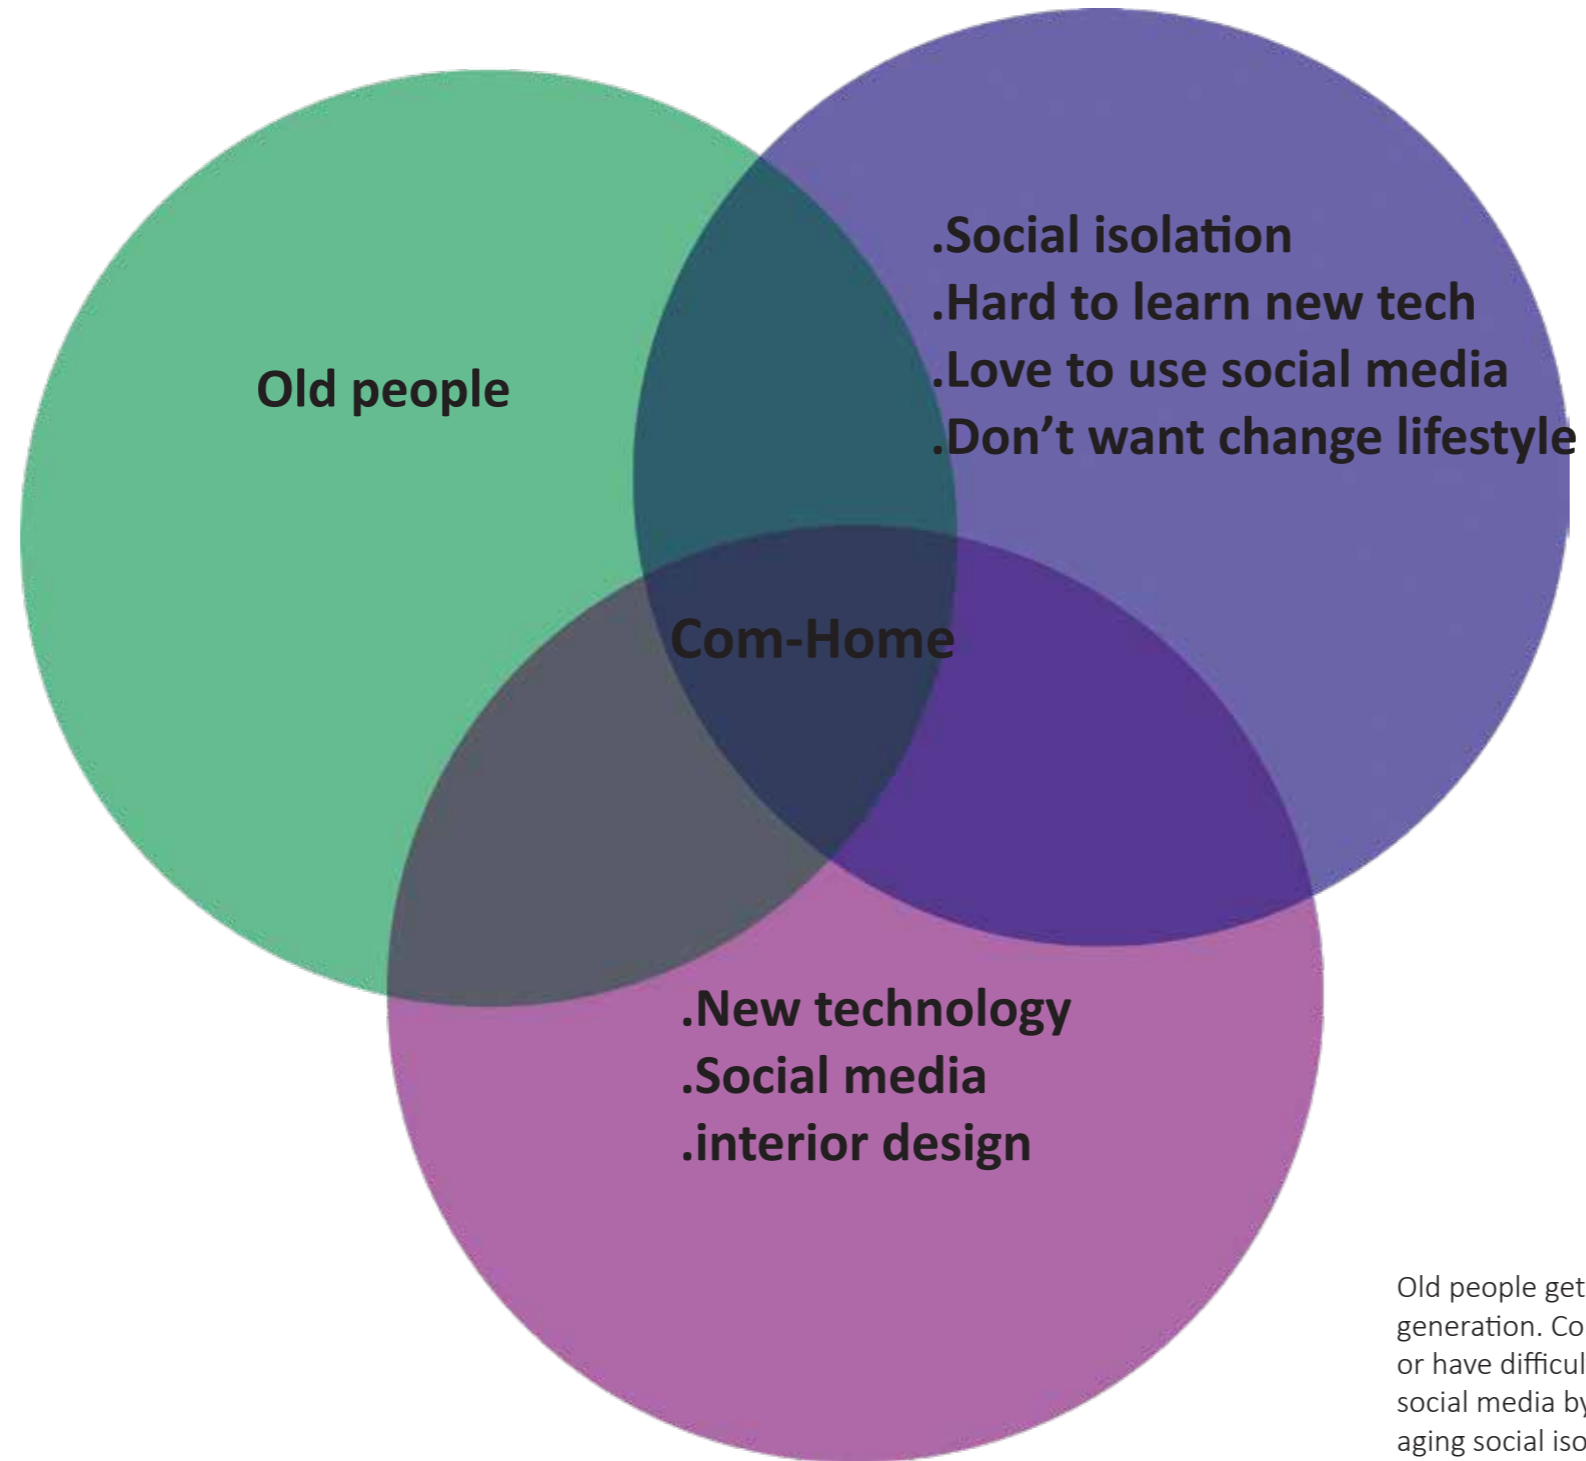 .Social isolation
.Hard to learn new tech
.Love to use social media
.Don’t want change lifestyle
Old people
Com-Home
.New technology
.Social media
.interior design
Old people get
generation. Co
or have difficul
social media by
aging social iso